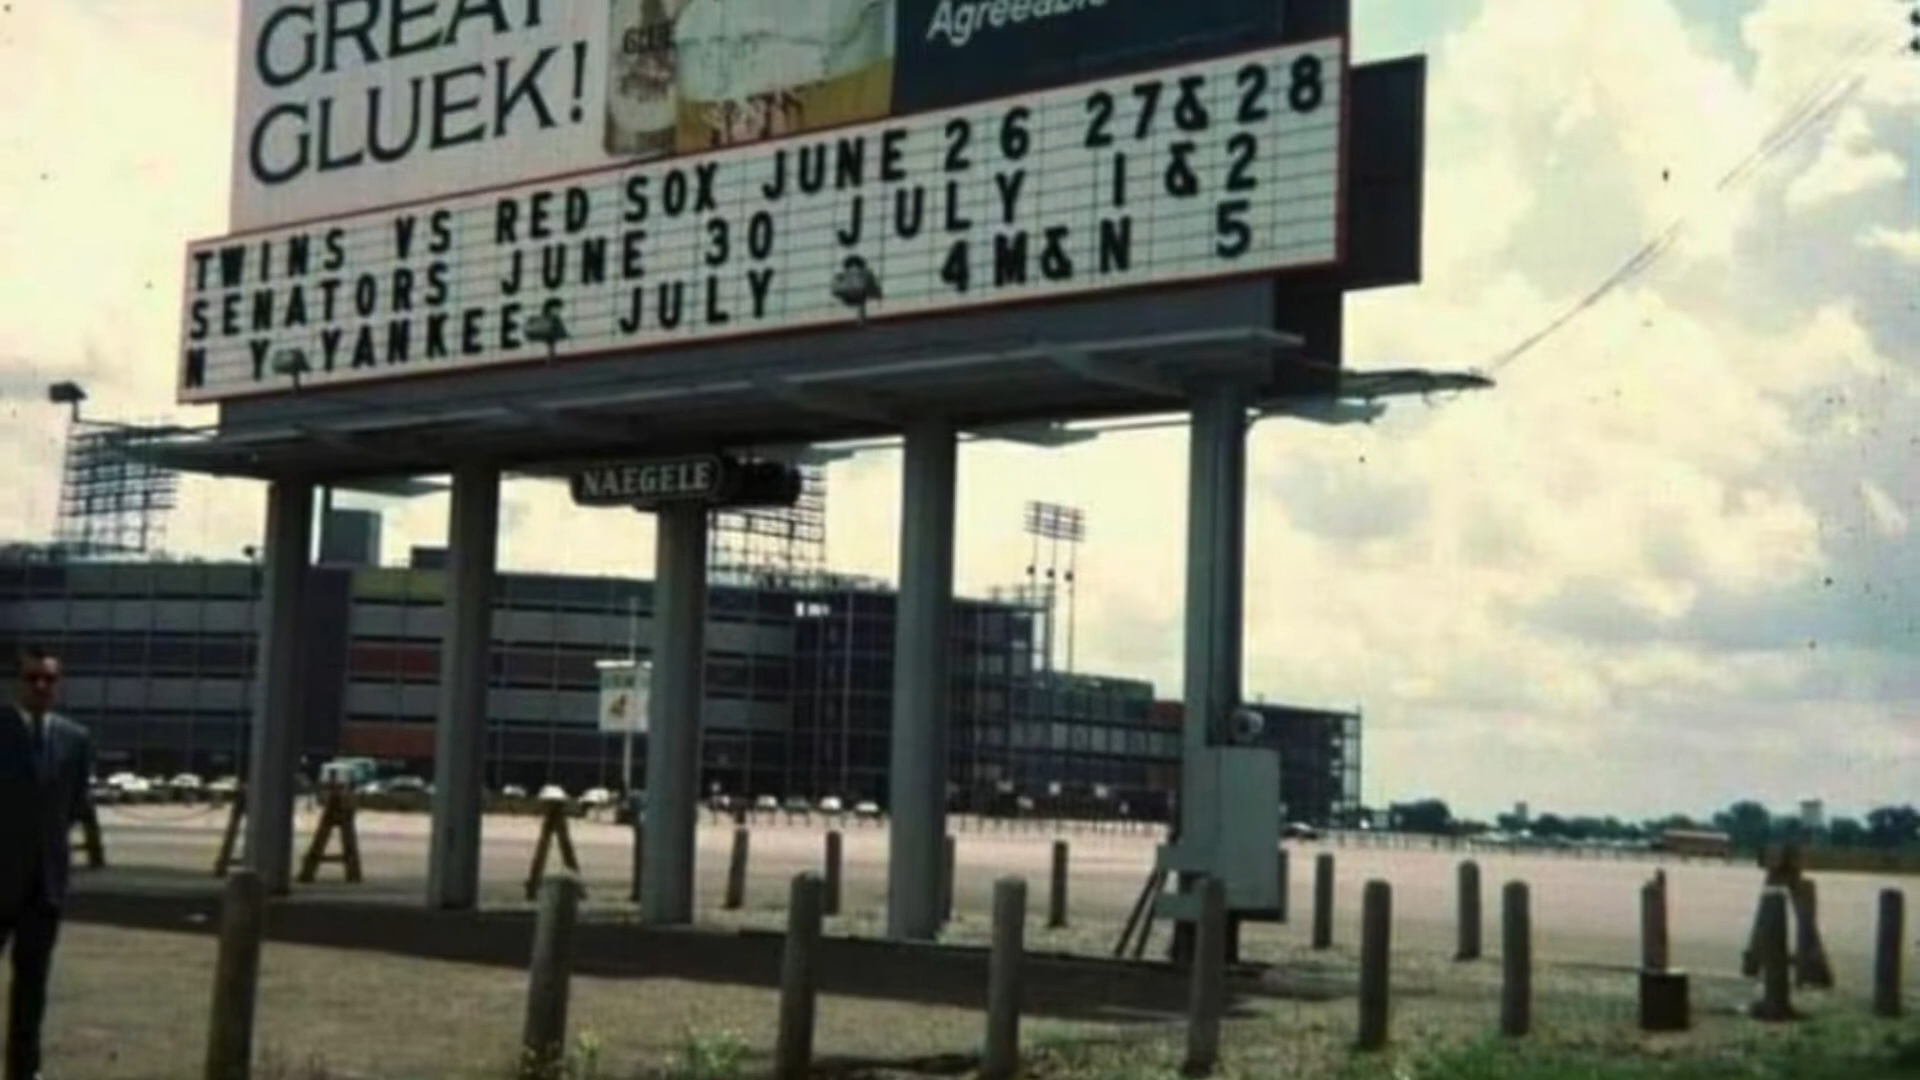 GREAT
GLUEK!
Agreeable
TWINS VS RED SOX JUNE 26 27 & 28
SENATORS JUNE 30 JULY 1 & 2
N Y YANKEES JULY 4 M & N 5
NAEGELE